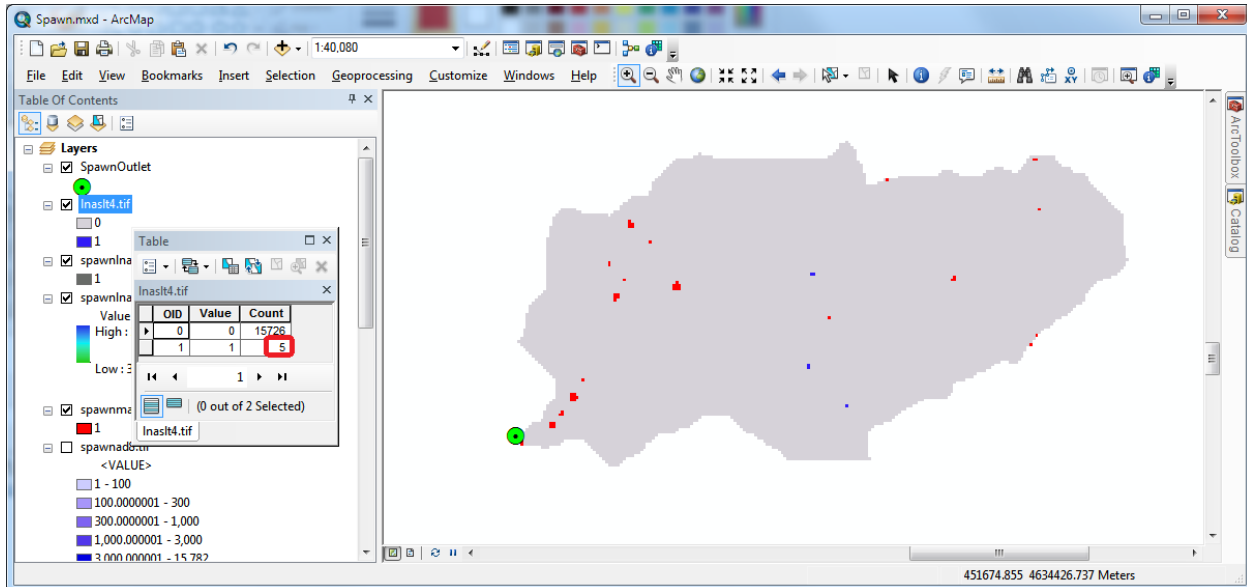 Spawn.mxd - ArcMap
1:40,080
File Edit View Bookmarks Insert Selection Geoprocessing Customize Windows Help
Table Of Contents
Layers
SpawnOutlet
lnaslt4.tif
0
1
spawnlna
1
spawnlna
Value
High :
Low : 3
spawnma
1
spawnad8.tif
<VALUE>
1 - 100
100.0000001 - 300
300.0000001 - 1,000
1,000.000001 - 3,000
3,000.000001 - 15,782
Table
lnaslt4.tif
OID Value Count
0 0 15726
1 1 5
1
(0 out of 2 Selected)
lnaslt4.tif
ArcToolbox
Catalog
451674.855 4634426.737 Meters